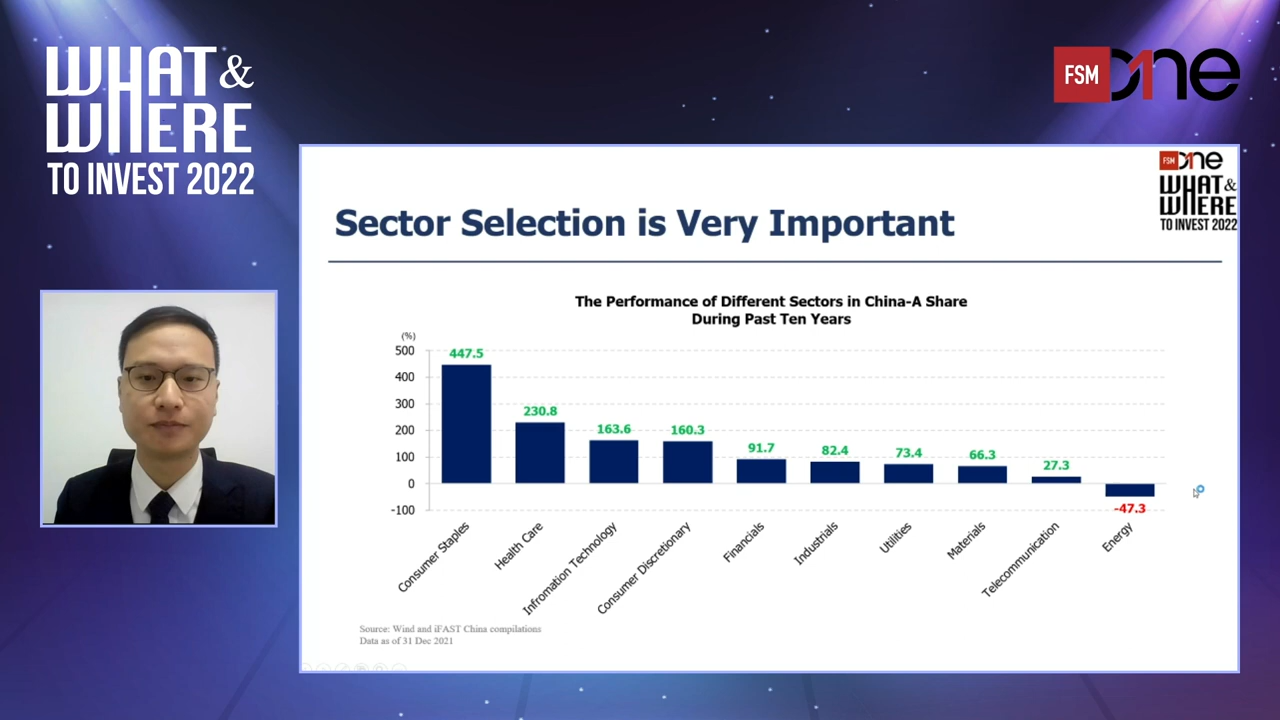 WHAT &
WHERE
TO INVEST 2022
FSM one
FSM one
WHAT &
WHERE
TO INVEST 2022
Sector Selection is Very Important
The Performance of Different Sectors in China-A Share
During Past Ten Years
(%)
500
400
300
200
100
0
-100
447.5
230.8
163.6
160.3
91.7
82.4
73.4
66.3
27.3
-47.3
Consumer Staples
Health Care
Infromation Technology
Consumer Discretionary
Financials
Industrials
Utilities
Materials
Telecommunication
Energy
Source: Wind and iFAST China compilations
Data as of 31 Dec 2021